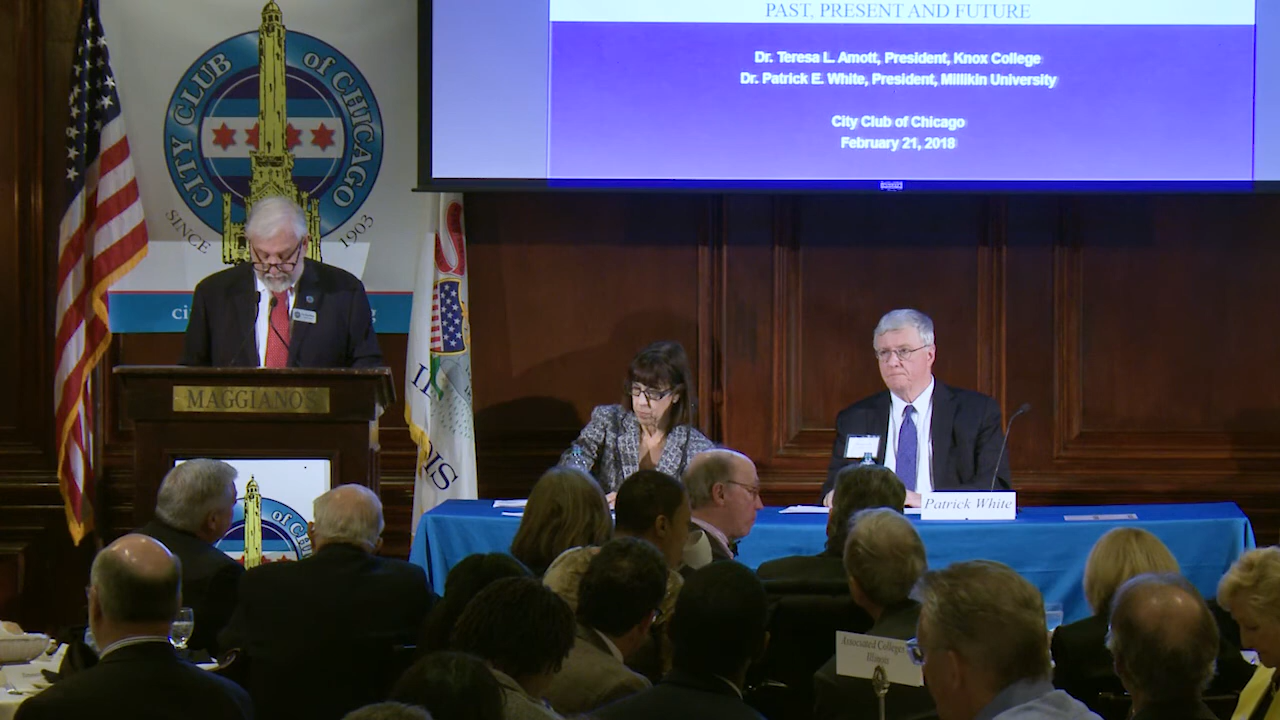 PAST, PRESENT AND FUTURE
Dr. Teresa L. Amott, President, Knox College
Dr. Patrick E. White, President, Millikin University
City Club of Chicago
February 21, 2018
CITY CLUB of CHICAGO
SINCE 1903
MAGGIANOS
Patrick White
Associated Colleges
Illinois